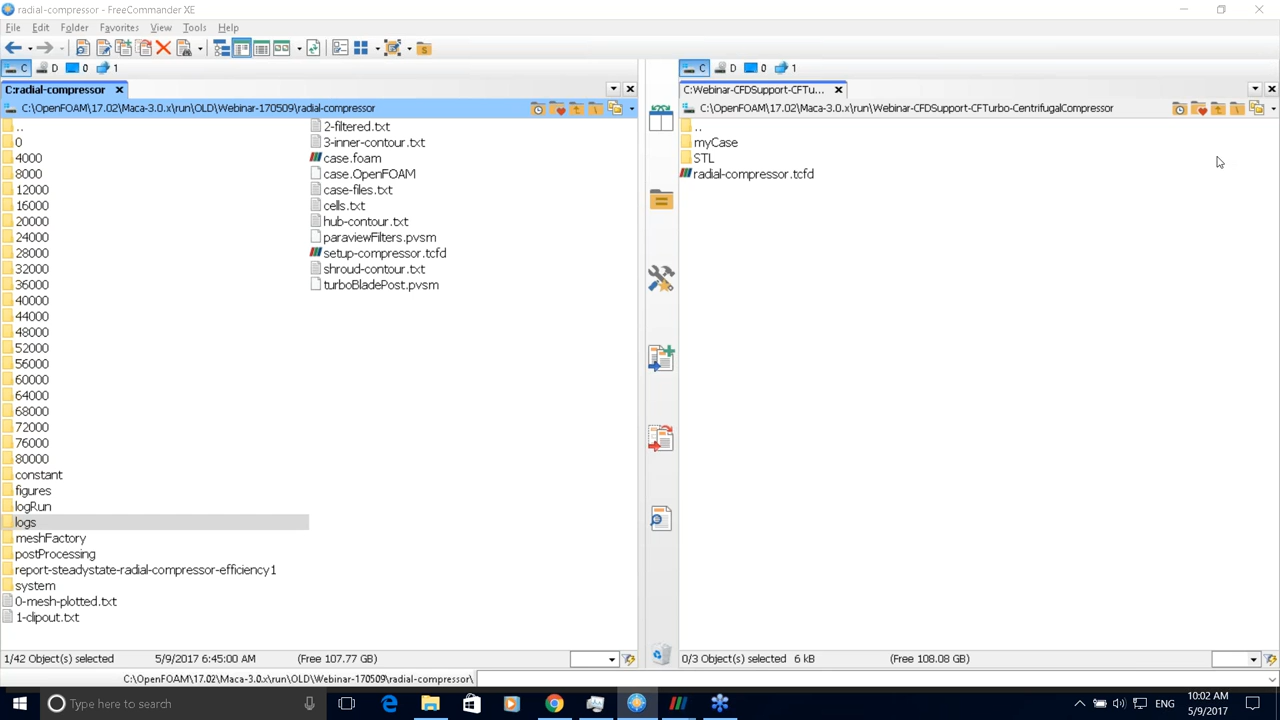 radial-compressor - FreeCommander XE
File Edit Folder Favorites View Tools Help
C D 0 1
C D 0 1
C:radial-compressor
C:Webinar-CFDSupport-CFTu...
C:\OpenFOAM\17.02\Maca-3.0.x\run\OLD\Webinar-170509\radial-compressor
C:\OpenFOAM\17.02\Maca-3.0.x\run\Webinar-CFDSupport-CFTurbo-CentrifugalCompressor
..
0
4000
8000
12000
16000
20000
24000
28000
32000
36000
40000
44000
48000
52000
56000
60000
64000
68000
72000
76000
80000
constant
figures
logRun
logs
meshFactory
postProcessing
report-steadystate-radial-compressor-efficiency1
system
0-mesh-plotted.txt
1-clipout.txt
2-filtered.txt
3-inner-contour.txt
case.foam
case.OpenFOAM
case-files.txt
cells.txt
hub-contour.txt
paraviewFilters.pvsm
setup-compressor.tcfd
shroud-contour.txt
turboBladePost.pvsm
..
myCase
STL
radial-compressor.tcfd
1/42 Object(s) selected 5/9/2017 6:45:00 AM (Free 107.77 GB)
0/3 Object(s) selected 6 kB (Free 108.08 GB)
C:\OpenFOAM\17.02\Maca-3.0.x\run\OLD\Webinar-170509\radial-compressor\
Type here to search
ENG
10:02 AM
5/9/2017